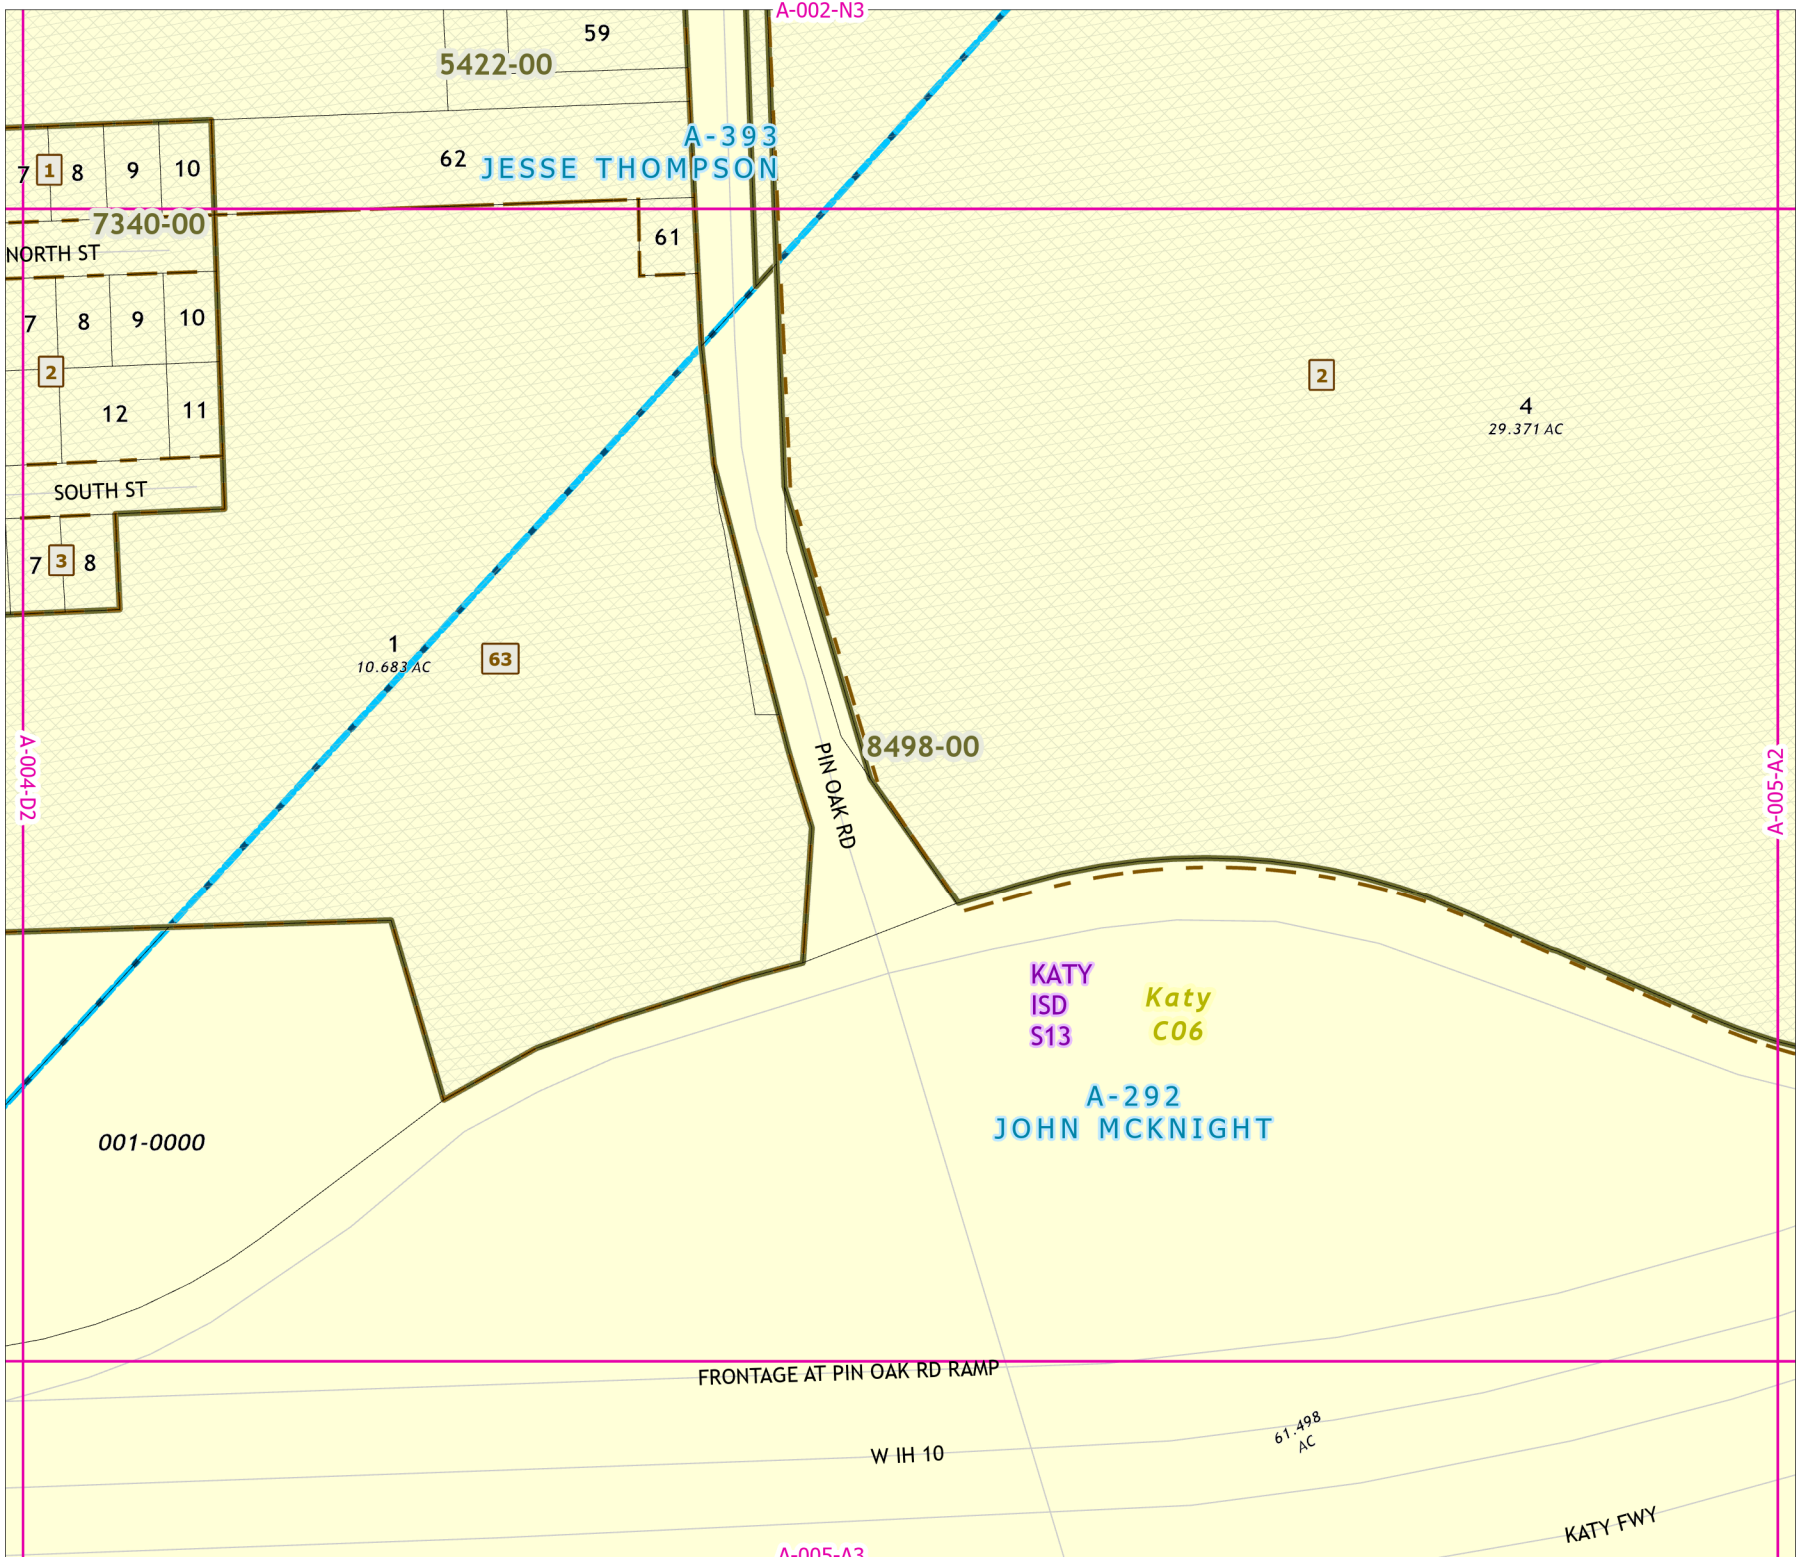 A-002-N3
59
5422-00
A-393
JESSE THOMPSON
62
7
1
8
9
10
7340-00
NORTH ST
61
7
8
9
10
2
12
11
SOUTH ST
7
3
8
2
4
29.371 AC
1
10.683 AC
63
8498-00
PIN OAK RD
A-004-D2
A-005-A2
KATY
ISD
S13
Katy
C06
A-292
JOHN MCKNIGHT
001-0000
FRONTAGE AT PIN OAK RD RAMP
W IH 10
61.498
AC
KATY FWY
A-005-A3